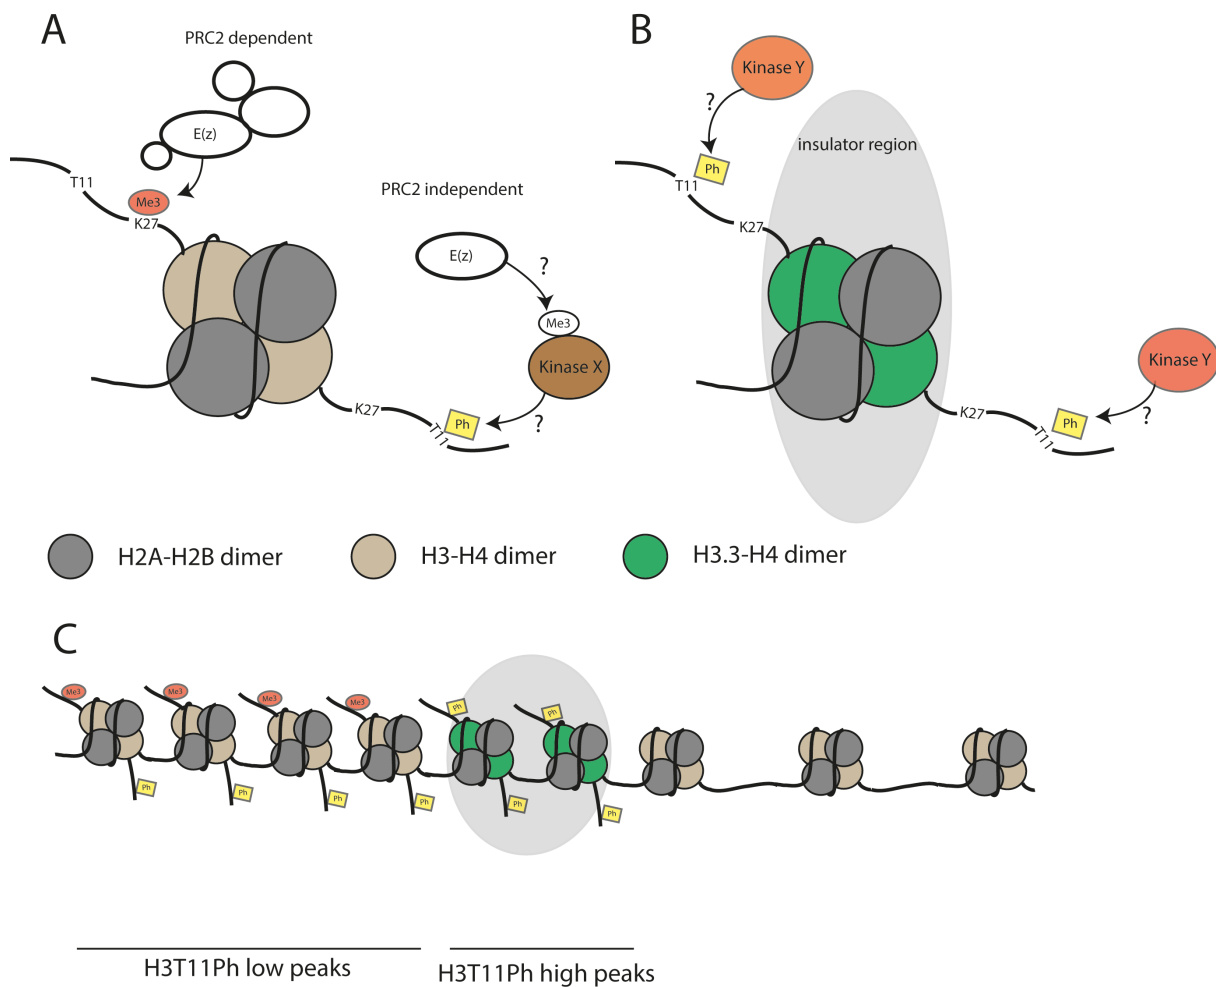 A
PRC2 dependent
E(z)
T11
Me3
K27
PRC2 independent
E(z)
?
Me3
Kinase X
?
K27
Ph
T11
B
Kinase Y
?
insulator region
Ph
T11
K27
Kinase Y
?
K27
Ph
T11
H2A-H2B dimer
H3-H4 dimer
H3.3-H4 dimer
C
Me3
Me3
Me3
Me3
Ph
Ph
Ph
Ph
Ph
Ph
Ph
Ph
H3T11Ph low peaks
H3T11Ph high peaks